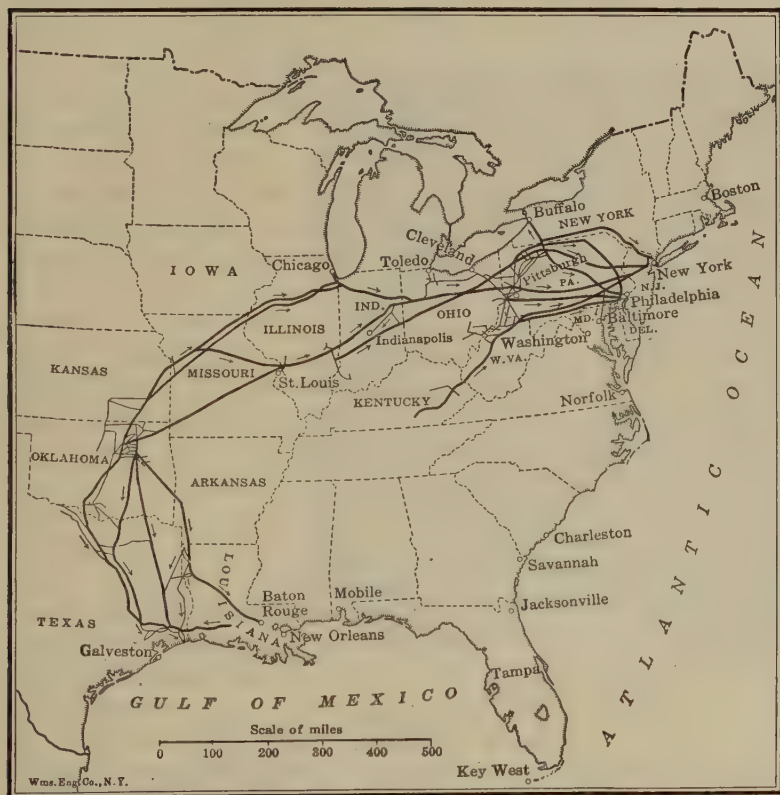 Boston
Buffalo
NEW YORK
Cleveland
IOWA
Chicago
Toledo
Pittsburgh
New York
PA.
N.J.
IND.
OHIO
Philadelphia
ILLINOIS
MD.
Baltimore
DEL.
Indianapolis
Washington
W.VA.
KANSAS
MISSOURI
St. Louis
KENTUCKY
Norfolk
OKLAHOMA
ARKANSAS
Charleston
Savannah
LOUISIANA
Baton
Rouge
Mobile
Jacksonville
TEXAS
New Orleans
Galveston
Tampa
GULF OF MEXICO
ATLANTIC OCEAN
Scale of miles
0 100 200 300 400 500
Key West
Wms. Eng. Co., N.Y.